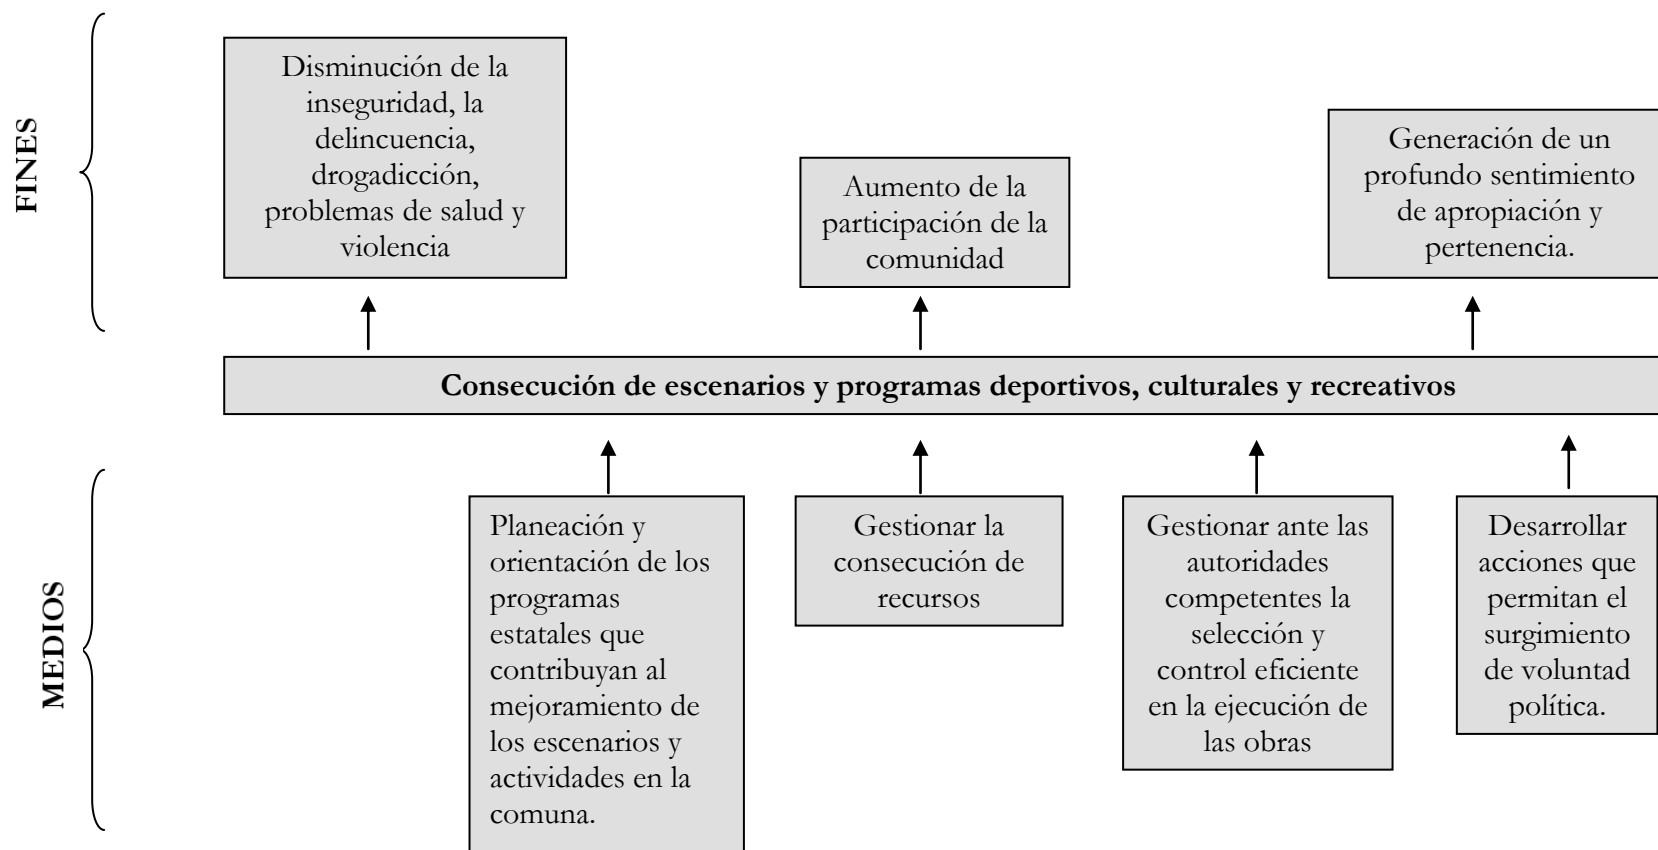 FINES
Disminución de la
inseguridad, la
delincuencia,
drogadicción,
problemas de salud y
violencia
Aumento de la
participación de la
comunidad
Generación de un
profundo sentimiento
de apropiación y
pertenencia.
Consecución de escenarios y programas deportivos, culturales y recreativos
MEDIOS
Planeación y
orientación de los
programas
estatales que
contribuyan al
mejoramiento de
los escenarios y
actividades en la
comuna.
Gestionar la
consecución de
recursos
Gestionar ante las
autoridades
competentes la
selección y
control eficiente
en la ejecución de
las obras
Desarrollar
acciones que
permitan el
surgimiento
de voluntad
política.